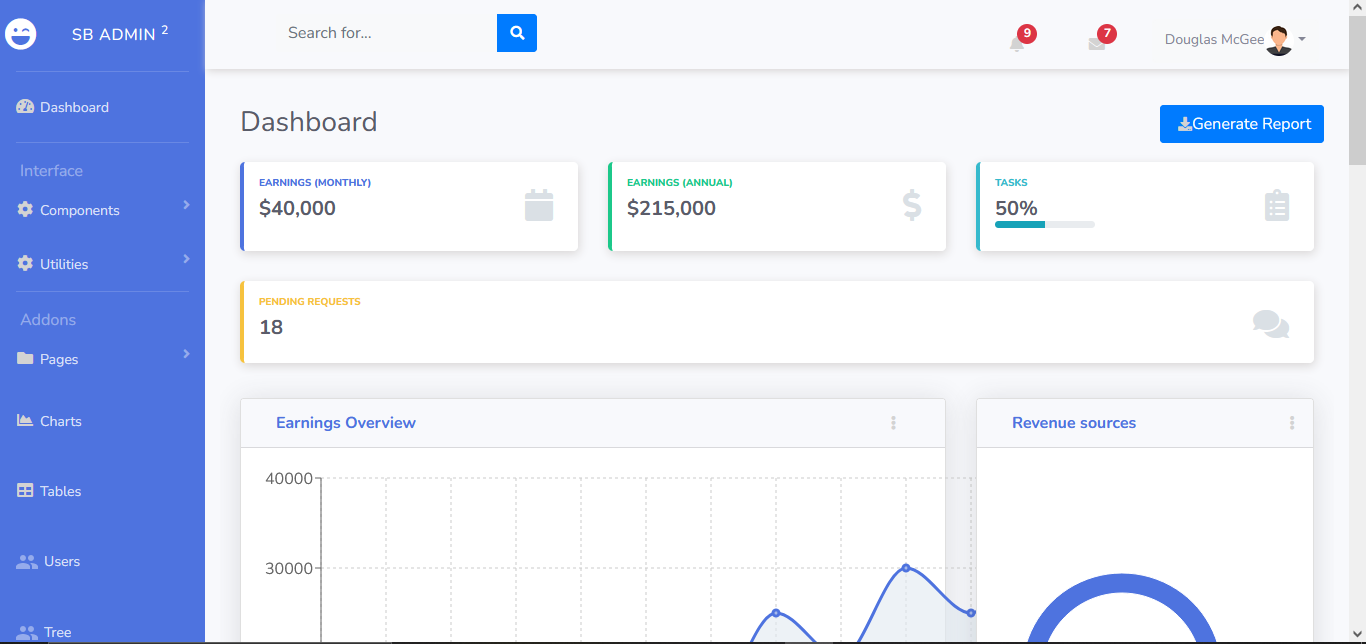 SB ADMIN 2
Search for...
9
7
Douglas McGee
Dashboard
Interface
Components
Utilities
Addons
Pages
Charts
Tables
Users
Tree
Dashboard
Generate Report
EARNINGS (MONTHLY)
$40,000
EARNINGS (ANNUAL)
$215,000
TASKS
50%
PENDING REQUESTS
18
Earnings Overview
40000
30000
Revenue sources